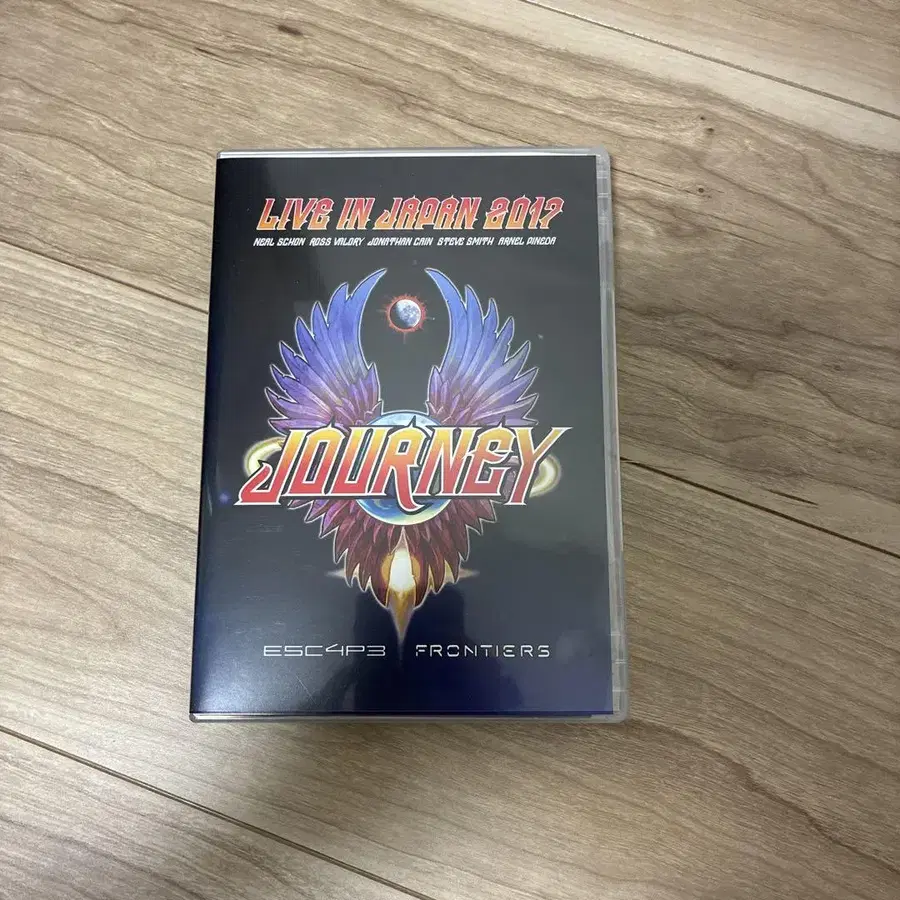 LIVE IN JAPAN 2017
NEAL SCHON ROSS VALORY JONATHAN CAIN STEVE SMITH ARNEL PINEDA
JOURNEY
ESC4P3 FRONTIERS